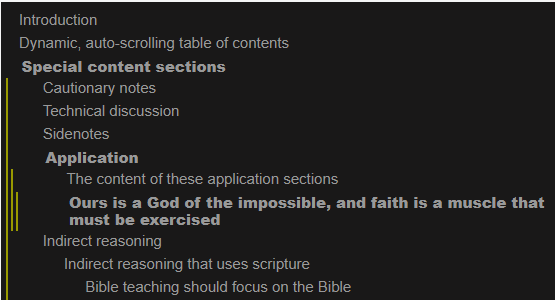 Introduction
Dynamic, auto-scrolling table of contents
Special content sections
Cautionary notes
Technical discussion
Sidenotes
Application
The content of these application sections
Ours is a God of the impossible, and faith is a muscle that
must be exercised
Indirect reasoning
Indirect reasoning that uses scripture
Bible teaching should focus on the Bible